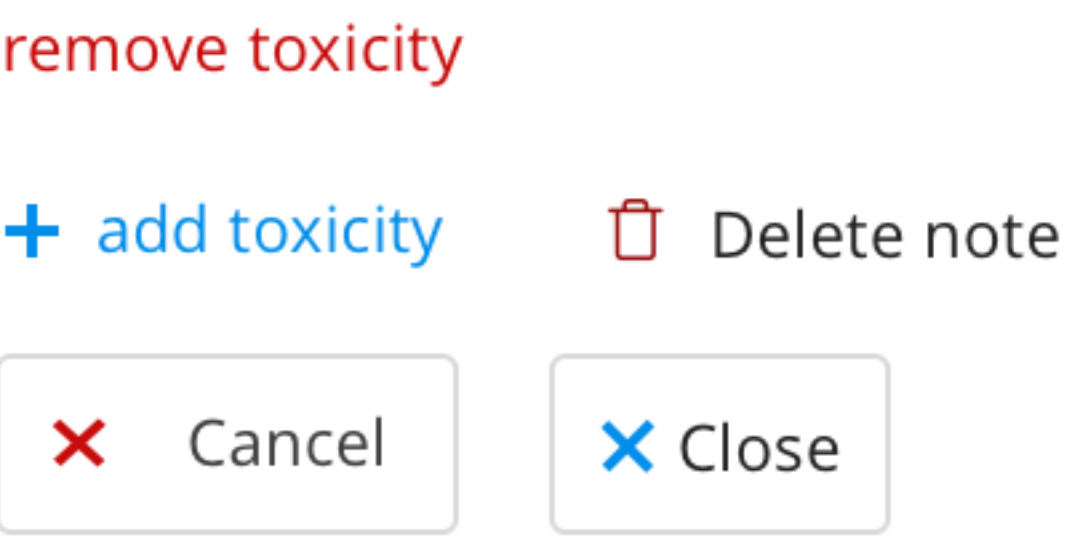 remove toxicity
add toxicity
Delete note
Cancel
Close